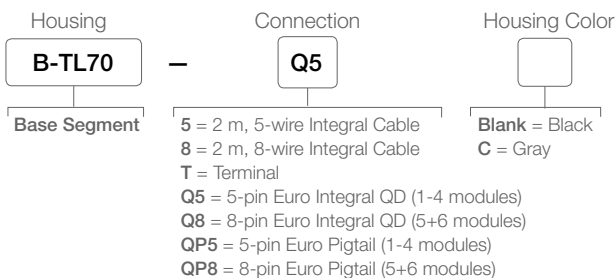 Housing Connection Housing Color
B-TL70 – Q5
Base Segment
5 = 2 m, 5-wire Integral Cable
8 = 2 m, 8-wire Integral Cable
T = Terminal
Q5 = 5-pin Euro Integral QD (1-4 modules)
Q8 = 8-pin Euro Integral QD (5+6 modules)
QP5 = 5-pin Euro Pigtail (1-4 modules)
QP8 = 8-pin Euro Pigtail (5+6 modules)
Blank = Black
C = Gray